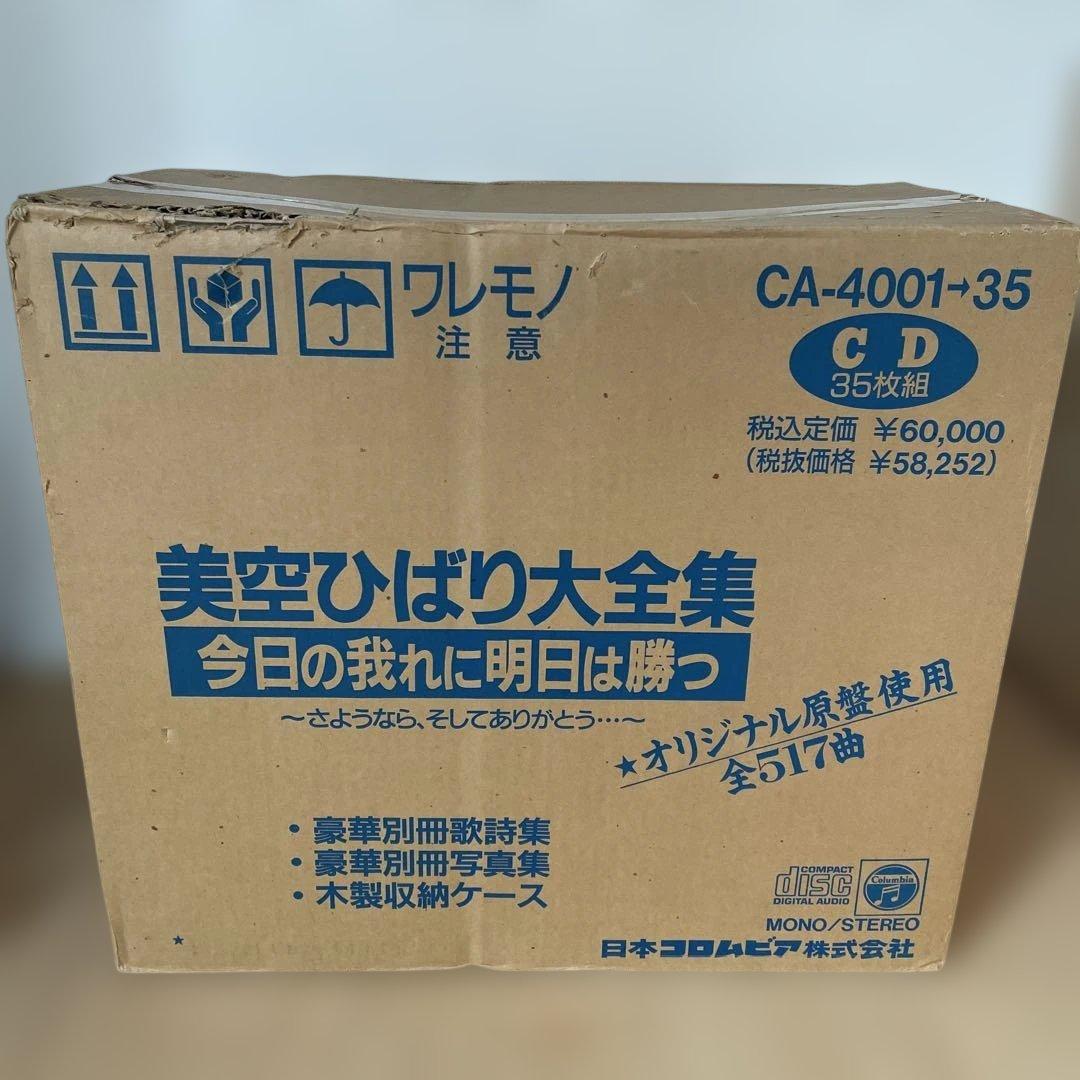 ワレモノ
注意
CA-4001→35
CD
35枚組
税込定価 ¥60,000
(税抜価格 ¥58,252)
美空ひばり大全集
今日の我れに明日は勝つ
〜さようなら、そしてありがとう…〜
★オリジナル原盤使用
全517曲
・豪華別冊歌詩集
・豪華別冊写真集
・木製収納ケース
COMPACT
disc
DIGITAL AUDIO
Columbia
MONO/STEREO
★
日本コロムビア株式会社